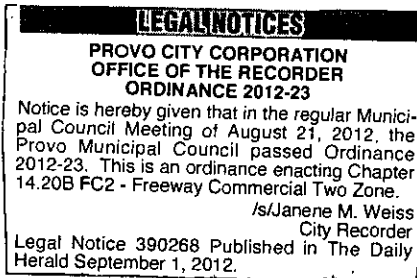 LEGAL NOTICES
PROVO CITY CORPORATION
OFFICE OF THE RECORDER
ORDINANCE 2012-23
Notice is hereby given that in the regular Munici-
pal Council Meeting of August 21, 2012, the
Provo Municipal Council passed Ordinance
2012-23. This is an ordinance enacting Chapter
14.20B FC2 - Freeway Commercial Two Zone.
/s/Janene M. Weiss
City Recorder
Legal Notice 390268 Published in The Daily
Herald September 1, 2012.